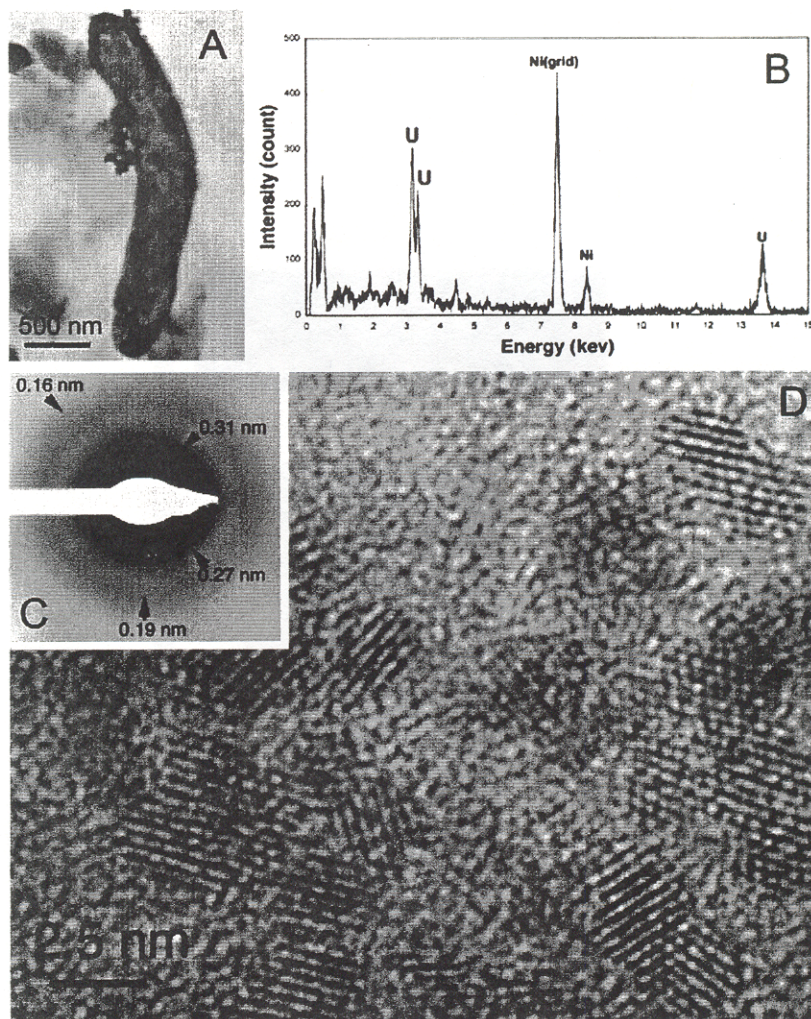 A
500 nm
B
500
400
300
200
100
0
Intensity (count)
U
U
Ni(grid)
Ni
U
0 1 2 3 4 5 6 7 8 9 10 11 12 13 14 15
Energy (kev)
C
0.16 nm
0.31 nm
0.27 nm
0.19 nm
D
2.5 nm